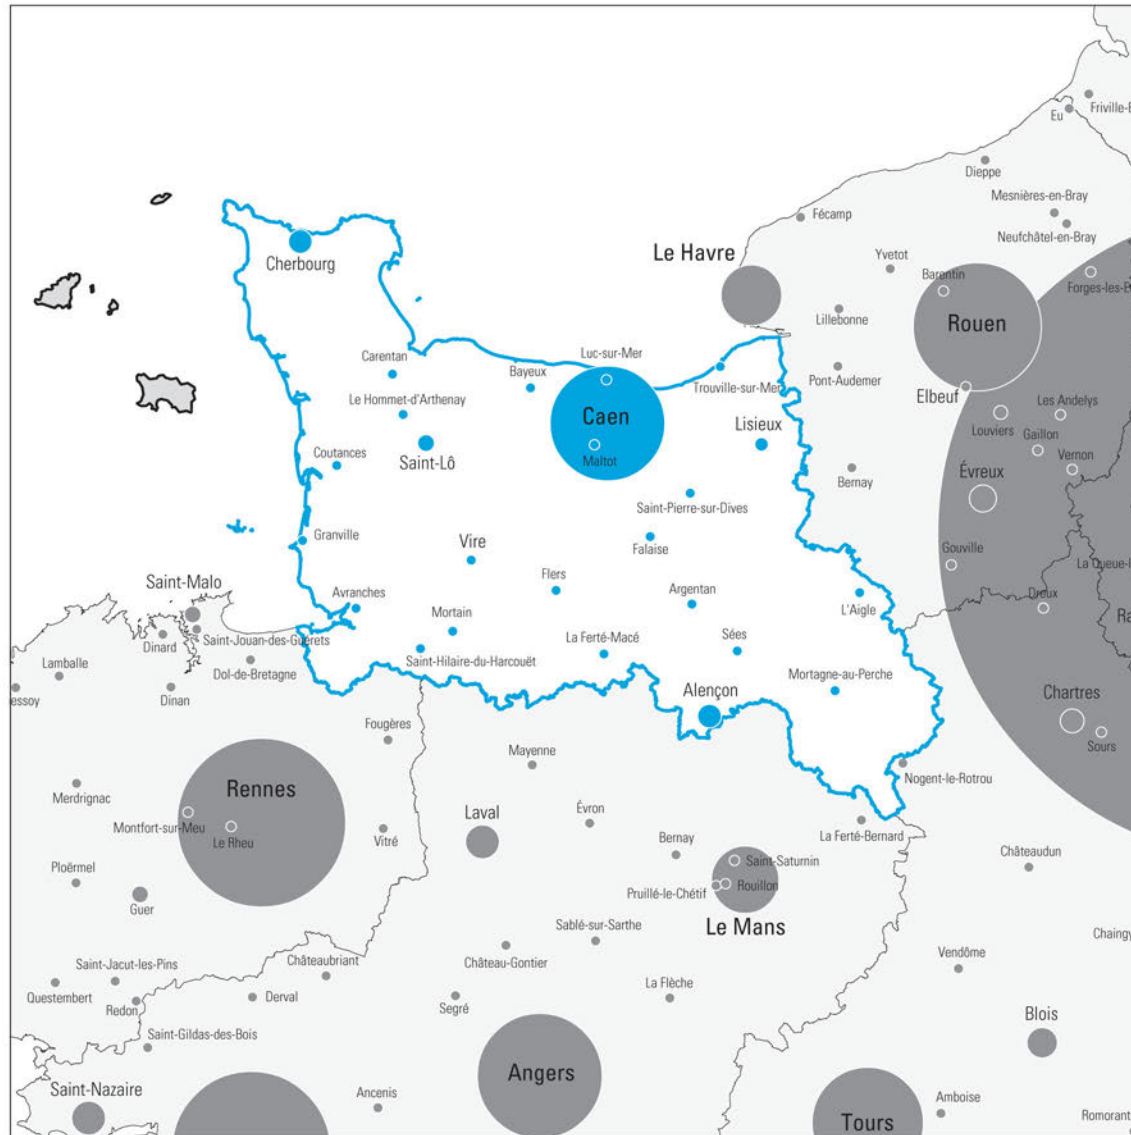 Friville-E
Eu
Dieppe
Mesnières-en-Bray
Fécamp
Neufchâtel-en-Bray
Le Havre
Yvetot
Cherbourg
Barentin
Forges-les-E
Lillebonne
Rouen
Carentan
Luc-sur-Mer
Bayeux
Pont-Audemer
Trouville-sur-Mer
Le Hommet-d'Arthenay
Elbeuf
Les Andelys
Caen
Lisieux
Louviers
Gaillon
Saint-Lô
Maltot
Coutances
Vernon
Évreux
Bernay
Saint-Pierre-sur-Dives
Granville
Vire
Falaise
Gouville
La Queue-l
Saint-Malo
Flers
Avranches
Argentan
Dreux
L'Aigle
Mortain
Ra
Saint-Jouan-des-Guérets
Dinard
La Ferté-Macé
Sées
Lamballe
Saint-Hilaire-du-Harcouët
Dol-de-Bretagne
Mortagne-au-Perche
essoy
Dinan
Alençon
Chartres
Fougères
Sours
Mayenne
Nogent-le-Rotrou
Rennes
Merdrignac
Évron
Laval
Montfort-sur-Meu
La Ferté-Bernard
Le Rheu
Vitré
Bernay
Châteaudun
Ploërmel
Saint-Saturnin
Rouillon
Pruillé-le-Chétif
Guer
Le Mans
Sablé-sur-Sarthe
Chaingy
Vendôme
Châteaubriant
Saint-Jacut-les-Pins
Château-Gontier
La Flèche
Questembert
Derval
Redon
Segré
Blois
Saint-Gildas-des-Bois
Angers
Saint-Nazaire
Ancenis
Amboise
Romorant
Tours